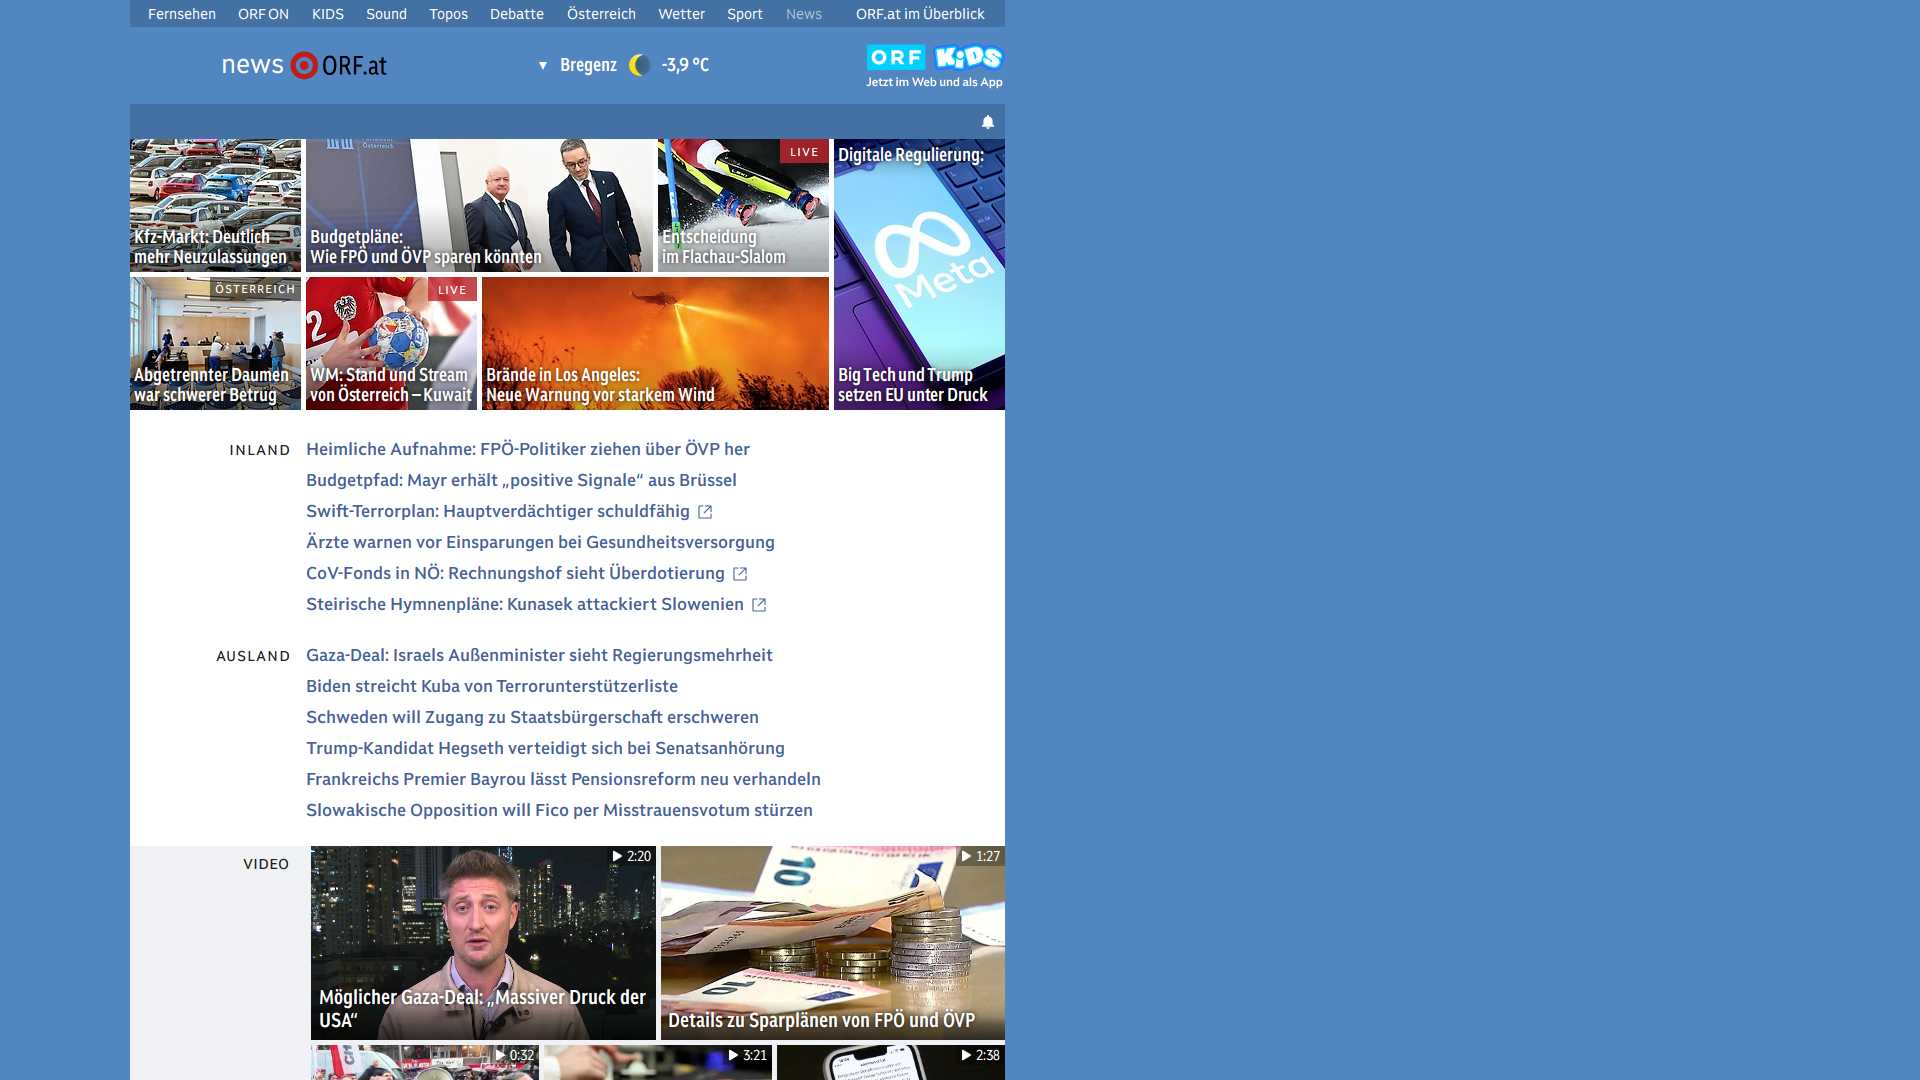 Fernsehen ORF ON KIDS Sound Topos Debatte Österreich Wetter Sport News ORF.at im Überblick
news ORF.at
▼ Bregenz -3,9 °C
ORF KiDS
Jetzt im Web und als App
Kfz-Markt: Deutlich
mehr Neuzulassungen
Budgetpläne:
Wie FPÖ und ÖVP sparen könnten
LIVE
Entscheidung
im Flachau-Slalom
Digitale Regulierung:
Meta
Big Tech und Trump
setzen EU unter Druck
ÖSTERREICH
Abgetrennter Daumen
war schwerer Betrug
LIVE
WM: Stand und Stream
von Österreich – Kuwait
Brände in Los Angeles:
Neue Warnung vor starkem Wind
INLAND
Heimliche Aufnahme: FPÖ-Politiker ziehen über ÖVP her
Budgetpfad: Mayr erhält „positive Signale“ aus Brüssel
Swift-Terrorplan: Hauptverdächtiger schuldfähig
Ärzte warnen vor Einsparungen bei Gesundheitsversorgung
CoV-Fonds in NÖ: Rechnungshof sieht Überdotierung
Steirische Hymnenpläne: Kunasek attackiert Slowenien
AUSLAND
Gaza-Deal: Israels Außenminister sieht Regierungsmehrheit
Biden streicht Kuba von Terrorunterstützerliste
Schweden will Zugang zu Staatsbürgerschaft erschweren
Trump-Kandidat Hegseth verteidigt sich bei Senatsanhörung
Frankreichs Premier Bayrou lässt Pensionsreform neu verhandeln
Slowakische Opposition will Fico per Misstrauensvotum stürzen
VIDEO
2:20
Möglicher Gaza-Deal: „Massiver Druck der
USA“
1:27
10
10
Details zu Sparplänen von FPÖ und ÖVP
0:32
3:21
2:38